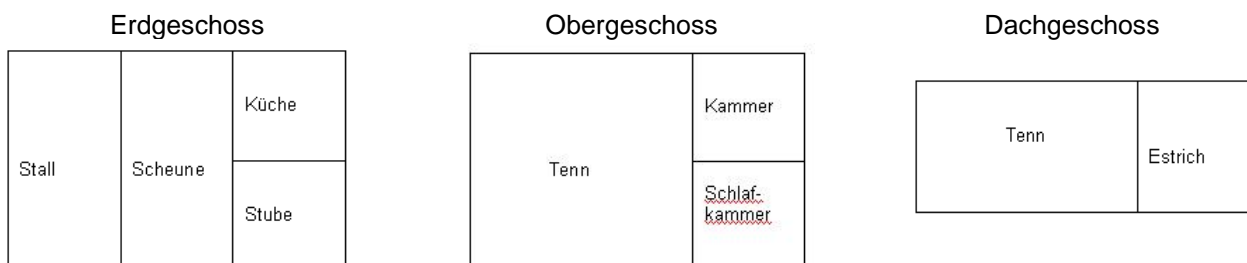 Erdgeschoss
Stall
Scheune
Küche
Stube
Obergeschoss
Tenn
Kammer
Schlaf-
kammer
Dachgeschoss
Tenn
Estrich